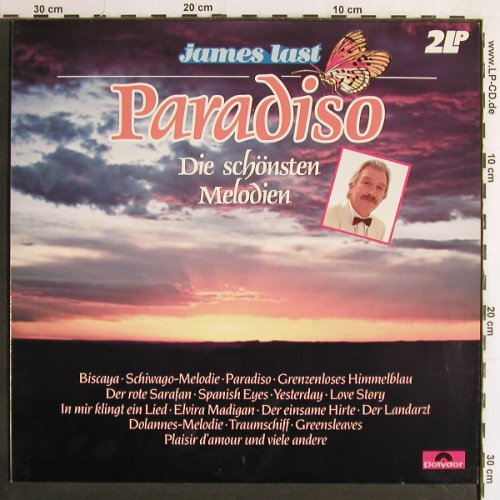 30 cm
20 cm
10 cm
james last
2LP
Paradiso
Die schönsten
Melodien
Biscaya · Schiwago-Melodie · Paradiso · Grenzenloses Himmelblau
Der rote Sarafan · Spanish Eyes · Yesterday · Love Story
In mir klingt ein Lied · Elvira Madigan · Der einsame Hirte · Der Landarzt
Dolannes-Melodie · Traumschiff · Greensleeves
Plaisir d'amour und viele andere
Polydor
www.LP-CD.de
10 cm
20 cm
30 cm